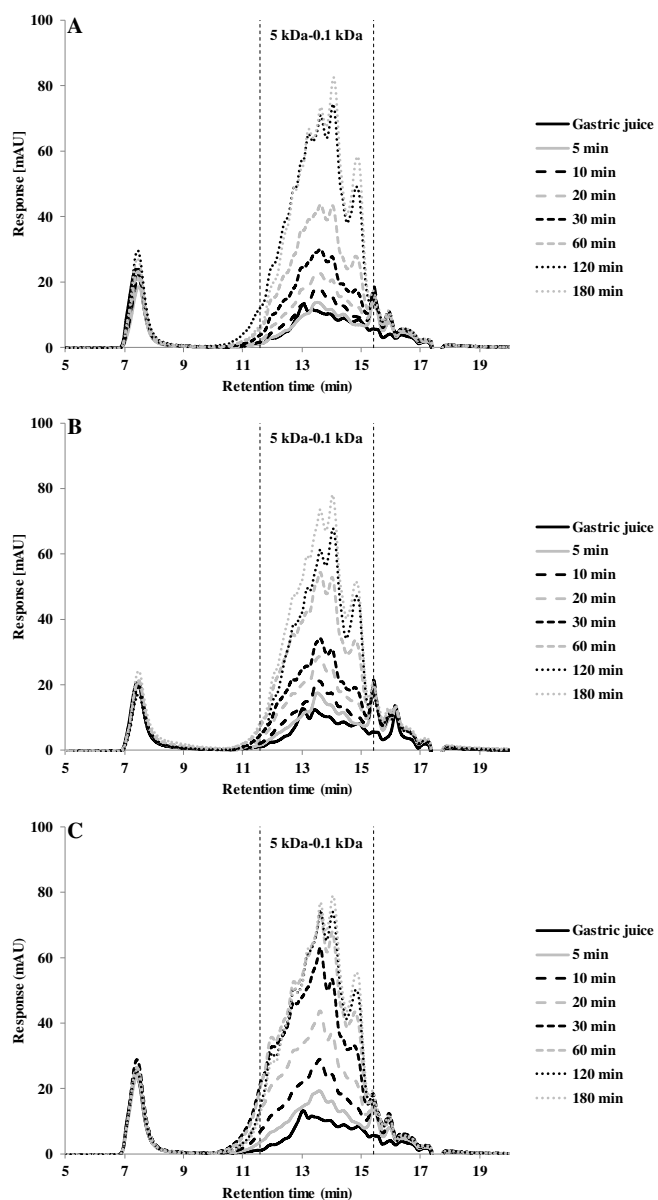 A
5 kDa-0.1 kDa
100
80
60
40
20
0
Response [mAU]
5 7 9 11 13 15 17 19
Retention time (min)
Gastric juice
5 min
10 min
20 min
30 min
60 min
120 min
180 min
B
5 kDa-0.1 kDa
100
80
60
40
20
0
Response [mAU]
5 7 9 11 13 15 17 19
Retention time (min)
Gastric juice
5 min
10 min
20 min
30 min
60 min
120 min
180 min
C
5 kDa-0.1 kDa
100
80
60
40
20
0
Response (mAU)
5 7 9 11 13 15 17 19
Retention time (min)
Gastric juice
5 min
10 min
20 min
30 min
60 min
120 min
180 min